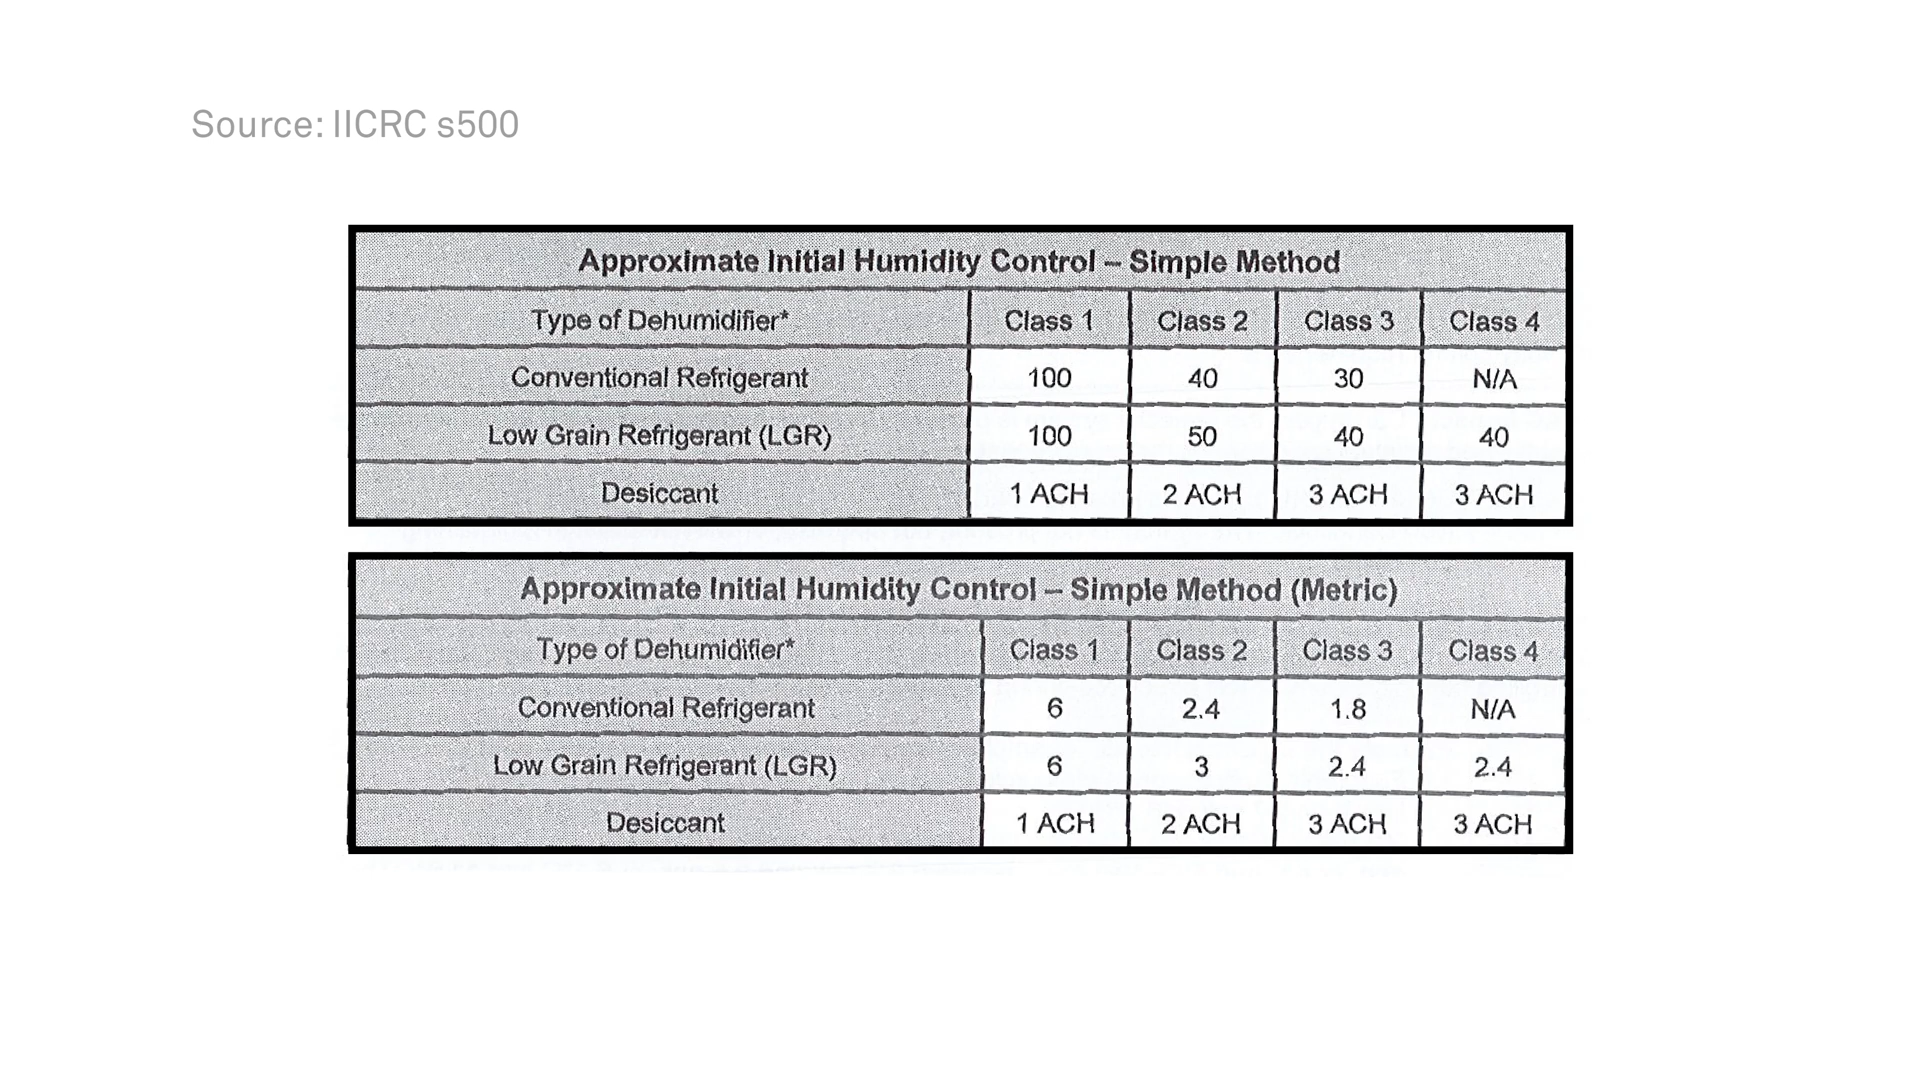 Source: IICRC s500
Approximate Initial Humidity Control – Simple Method
Type of Dehumidifier* Class 1 Class 2 Class 3 Class 4
Conventional Refrigerant 100 40 30 N/A
Low Grain Refrigerant (LGR) 100 50 40 40
Desiccant 1 ACH 2 ACH 3 ACH 3 ACH
Approximate Initial Humidity Control – Simple Method (Metric)
Type of Dehumidifier* Class 1 Class 2 Class 3 Class 4
Conventional Refrigerant 6 2.4 1.8 N/A
Low Grain Refrigerant (LGR) 6 3 2.4 2.4
Desiccant 1 ACH 2 ACH 3 ACH 3 ACH